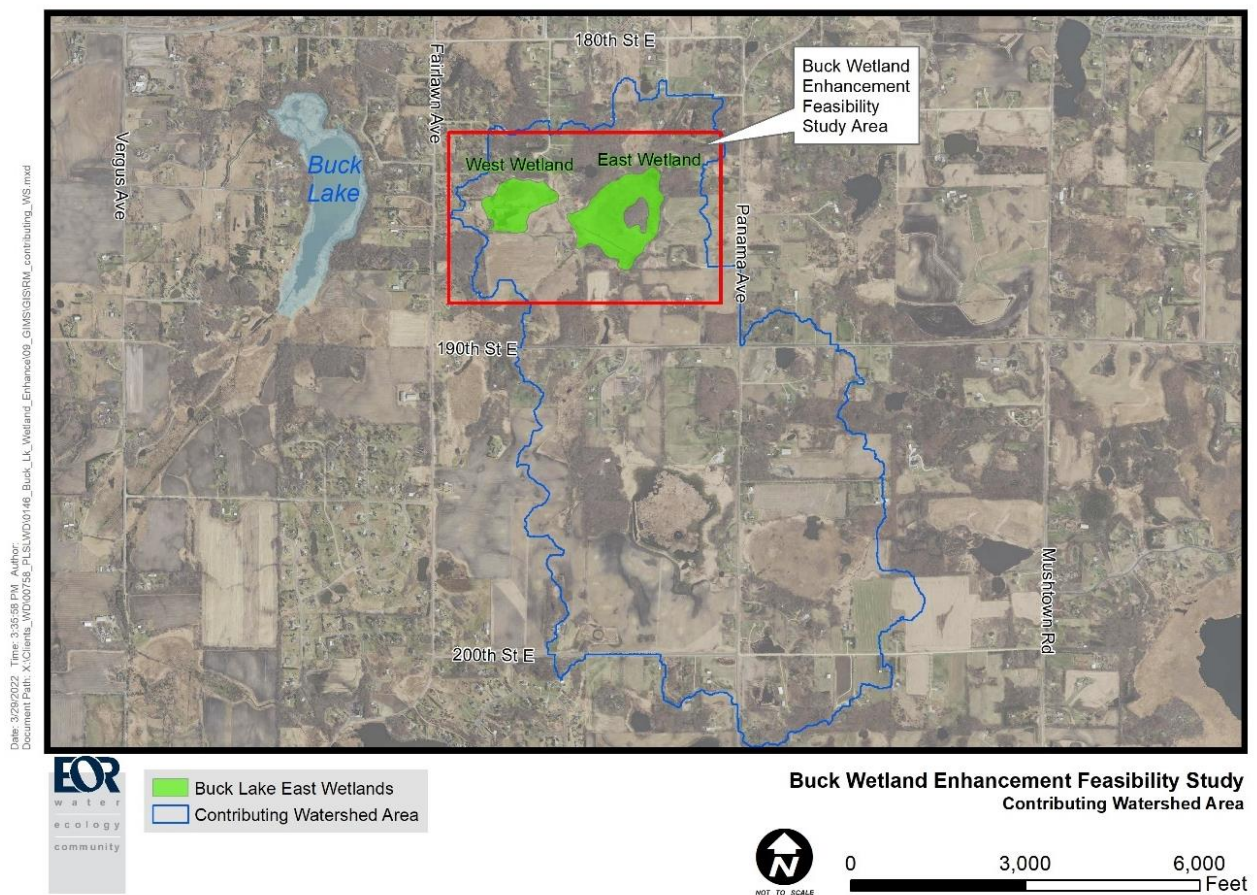 180th St E
Buck Wetland
Enhancement
Feasibility
Study Area
Fairlawn Ave
Vergus Ave
Buck
Lake
West Wetland
East Wetland
Panama Ave
190th St E
Mushtown Rd
200th St E
Date: 3/29/2022 Time: 3:35:58 PM Author:
Document Path: X:\Clients_WD\00758_PLSLWD\0146_Buck_Lk_Wetland_Enhance\09_GIMS\GIS\RM_contributing_WS.mxd
EOR
water
ecology
community
Buck Lake East Wetlands
Contributing Watershed Area
Buck Wetland Enhancement Feasibility Study
Contributing Watershed Area
N
NOT TO SCALE
0 3,000 6,000
Feet